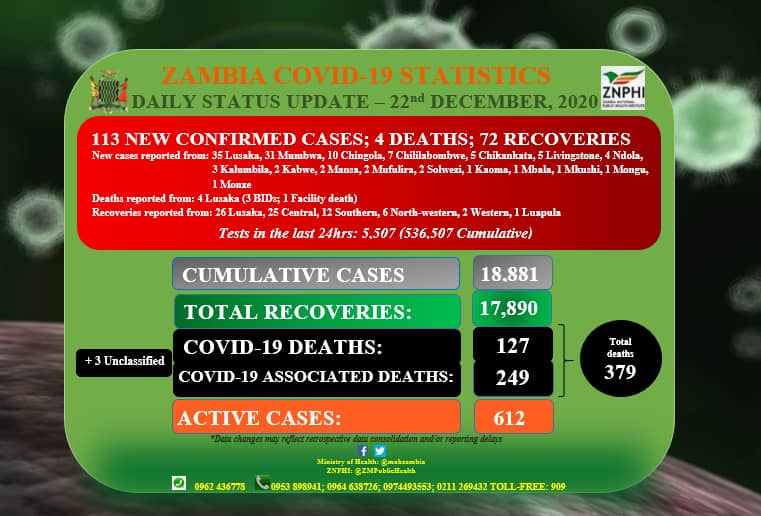 ZAMBIA COVID-19 STATISTICS
DAILY STATUS UPDATE – 22nd DECEMBER, 2020
ZNPHI
113 NEW CONFIRMED CASES; 4 DEATHS; 72 RECOVERIES
New cases reported from: 35 Lusaka, 31 Mumbwa, 10 Chingola, 7 Chililabombwe, 5 Chikankata, 5 Livingstone, 4 Ndola,
3 Kalumbila, 2 Kabwe, 2 Mansa, 2 Mufulira, 2 Solwezi, 1 Kaoma, 1 Mbala, 1 Mkushi, 1 Mongu,
1 Monze
Deaths reported from: 4 Lusaka (3 BIDs; 1 Facility death)
Recoveries reported from: 26 Lusaka, 25 Central, 12 Southern, 6 North-western, 2 Western, 1 Luapula
Tests in the last 24hrs: 5,507 (536,507 Cumulative)
CUMULATIVE CASES 18,881
TOTAL RECOVERIES: 17,890
COVID-19 DEATHS: 127
+ 3 Unclassified
COVID-19 ASSOCIATED DEATHS: 249
Total
deaths
379
ACTIVE CASES: 612
*Data changes may reflect retrospective data consolidation and/or reporting delays
Ministry of Health: @mohzambia
ZNPHI: @ZMPublicHealth
0962 436778 0953 898941; 0964 638726; 0974493553; 0211 269432 TOLL-FREE: 909